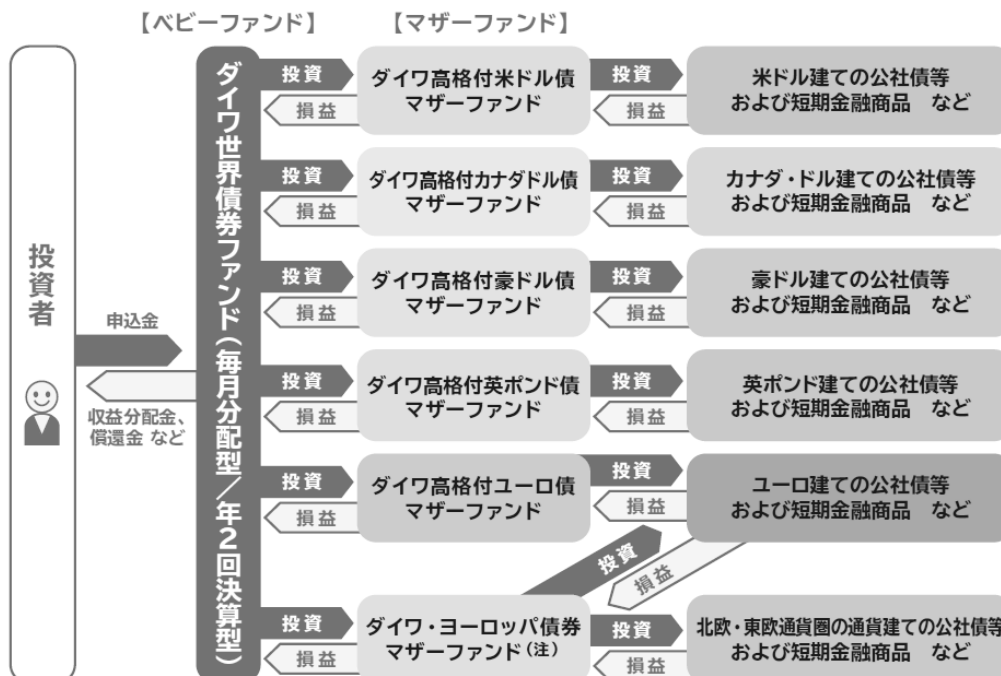 【ベビーファンド】
【マザーファンド】
投資者
申込金
収益分配金、
償還金 など
ダイワ世界債券ファンド(毎月分配型／年2回決算型)
投資
損益
ダイワ高格付米ドル債
マザーファンド
投資
損益
米ドル建ての公社債等
および短期金融商品 など
投資
損益
ダイワ高格付カナダドル債
マザーファンド
投資
損益
カナダ・ドル建ての公社債等
および短期金融商品 など
投資
損益
ダイワ高格付豪ドル債
マザーファンド
投資
損益
豪ドル建ての公社債等
および短期金融商品 など
投資
損益
ダイワ高格付英ポンド債
マザーファンド
投資
損益
英ポンド建ての公社債等
および短期金融商品 など
投資
損益
ダイワ高格付ユーロ債
マザーファンド
投資
損益
ユーロ建ての公社債等
および短期金融商品 など
投資
損益
投資
損益
ダイワ・ヨーロッパ債券
マザーファンド(注)
投資
損益
北欧・東欧通貨圏の通貨建ての公社債等
および短期金融商品 など